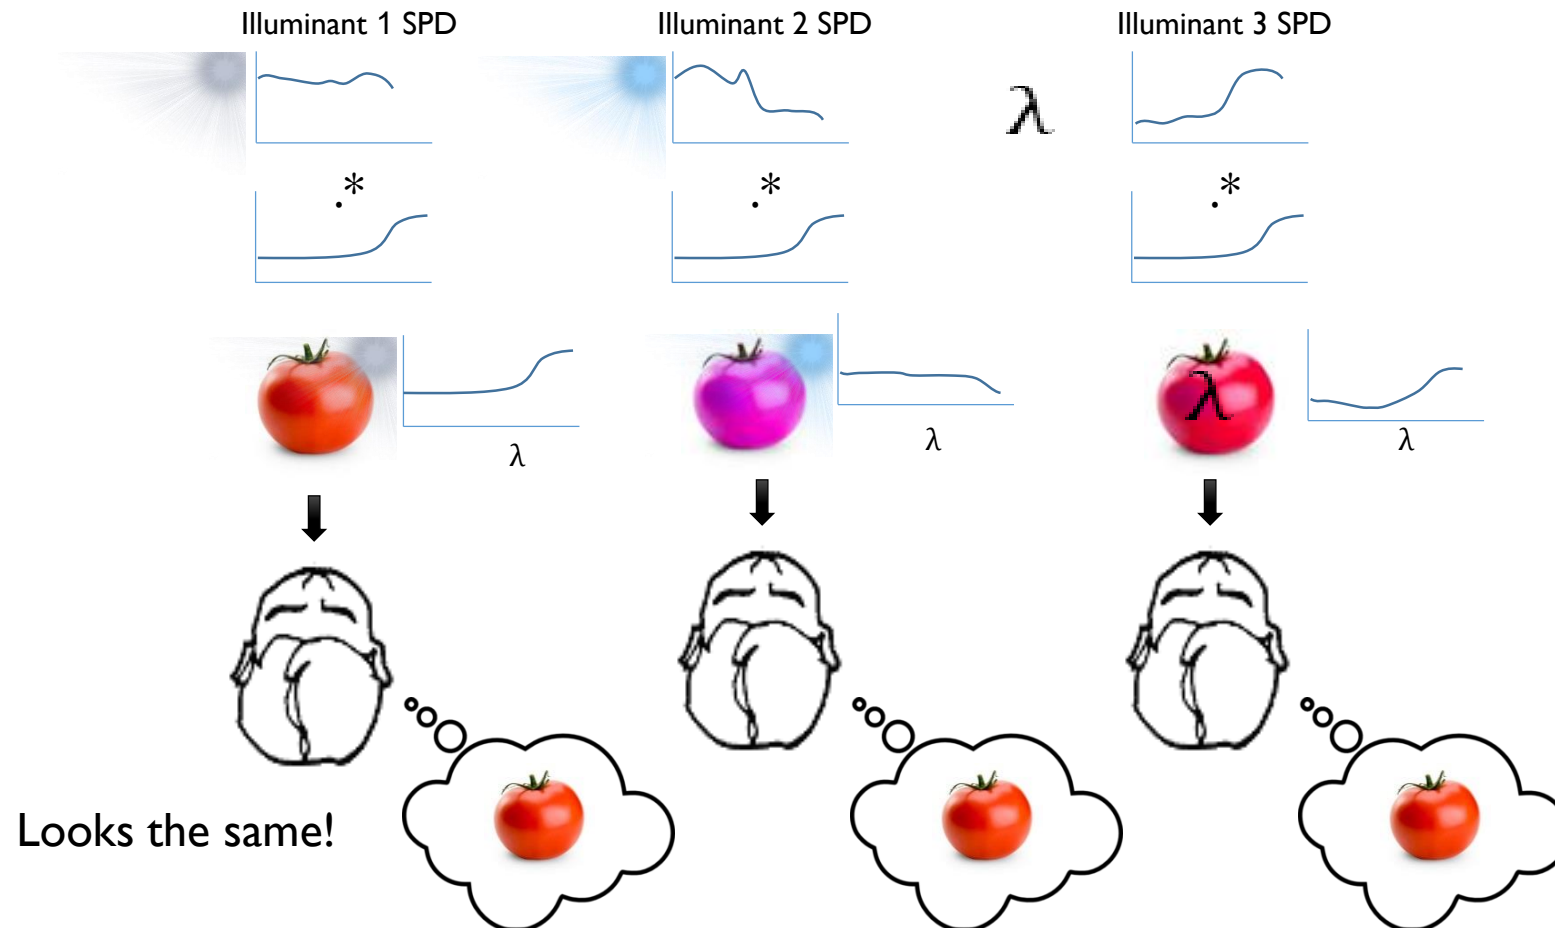 Illuminant 1 SPD
Illuminant 2 SPD
Illuminant 3 SPD
λ
.*
.*
.*
λ
λ
λ
λ
Looks the same!